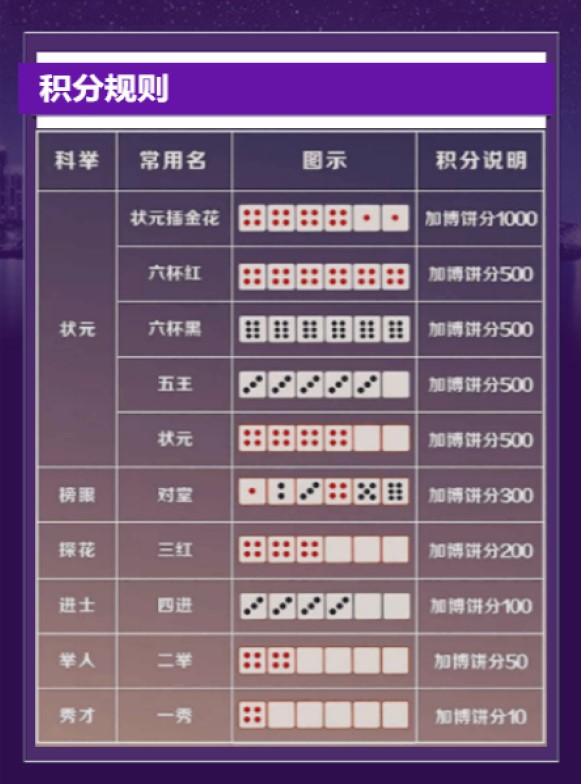 积分规则
科举 常用名 图示 积分说明
状元 状元插金花 加博饼分1000
六杯红 加博饼分500
六杯黑 加博饼分500
五王 加博饼分500
状元 加博饼分500
榜眼 对堂 加博饼分300
探花 三红 加博饼分200
进士 四进 加博饼分100
举人 二举 加博饼分50
秀才 一秀 加博饼分10